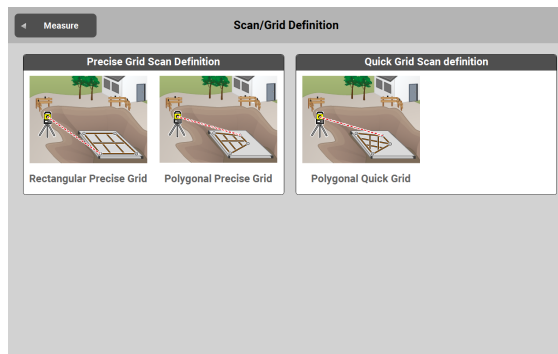 Measure
Scan/Grid Definition
Precise Grid Scan Definition
Rectangular Precise Grid
Polygonal Precise Grid
Quick Grid Scan definition
Polygonal Quick Grid